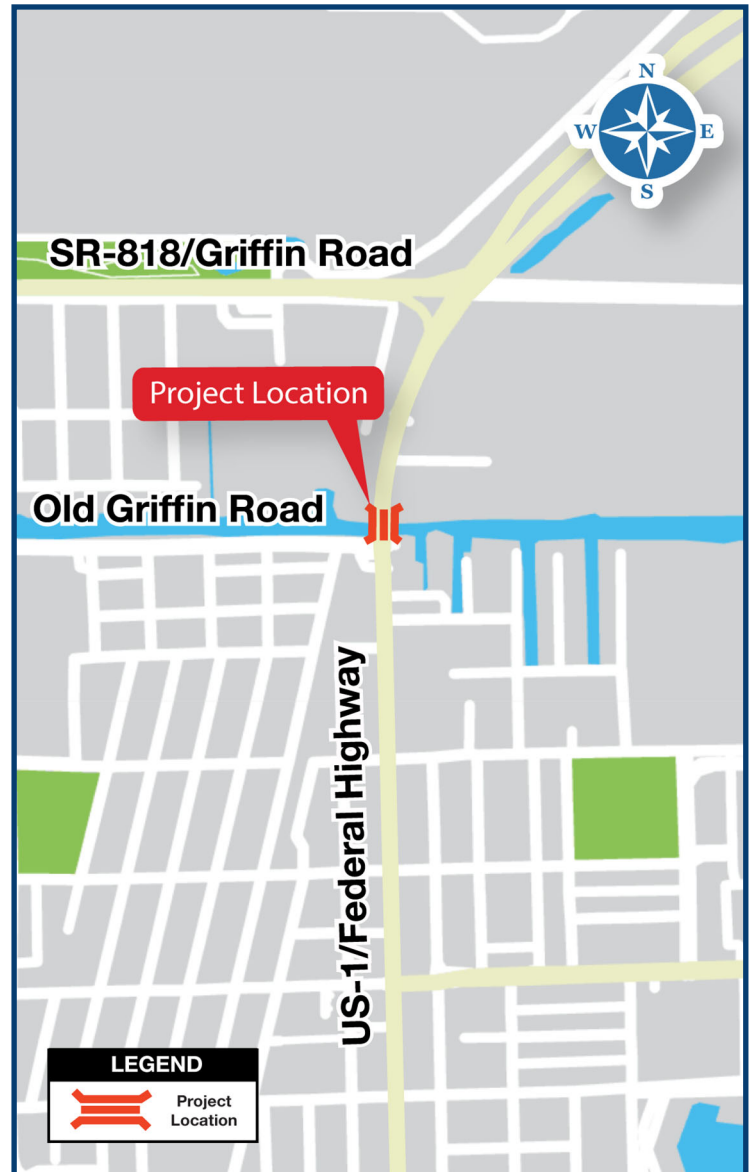 N
W
E
S
SR-818/Griffin Road
Project Location
Old Griffin Road
US-1/Federal Highway
LEGEND
Project
Location